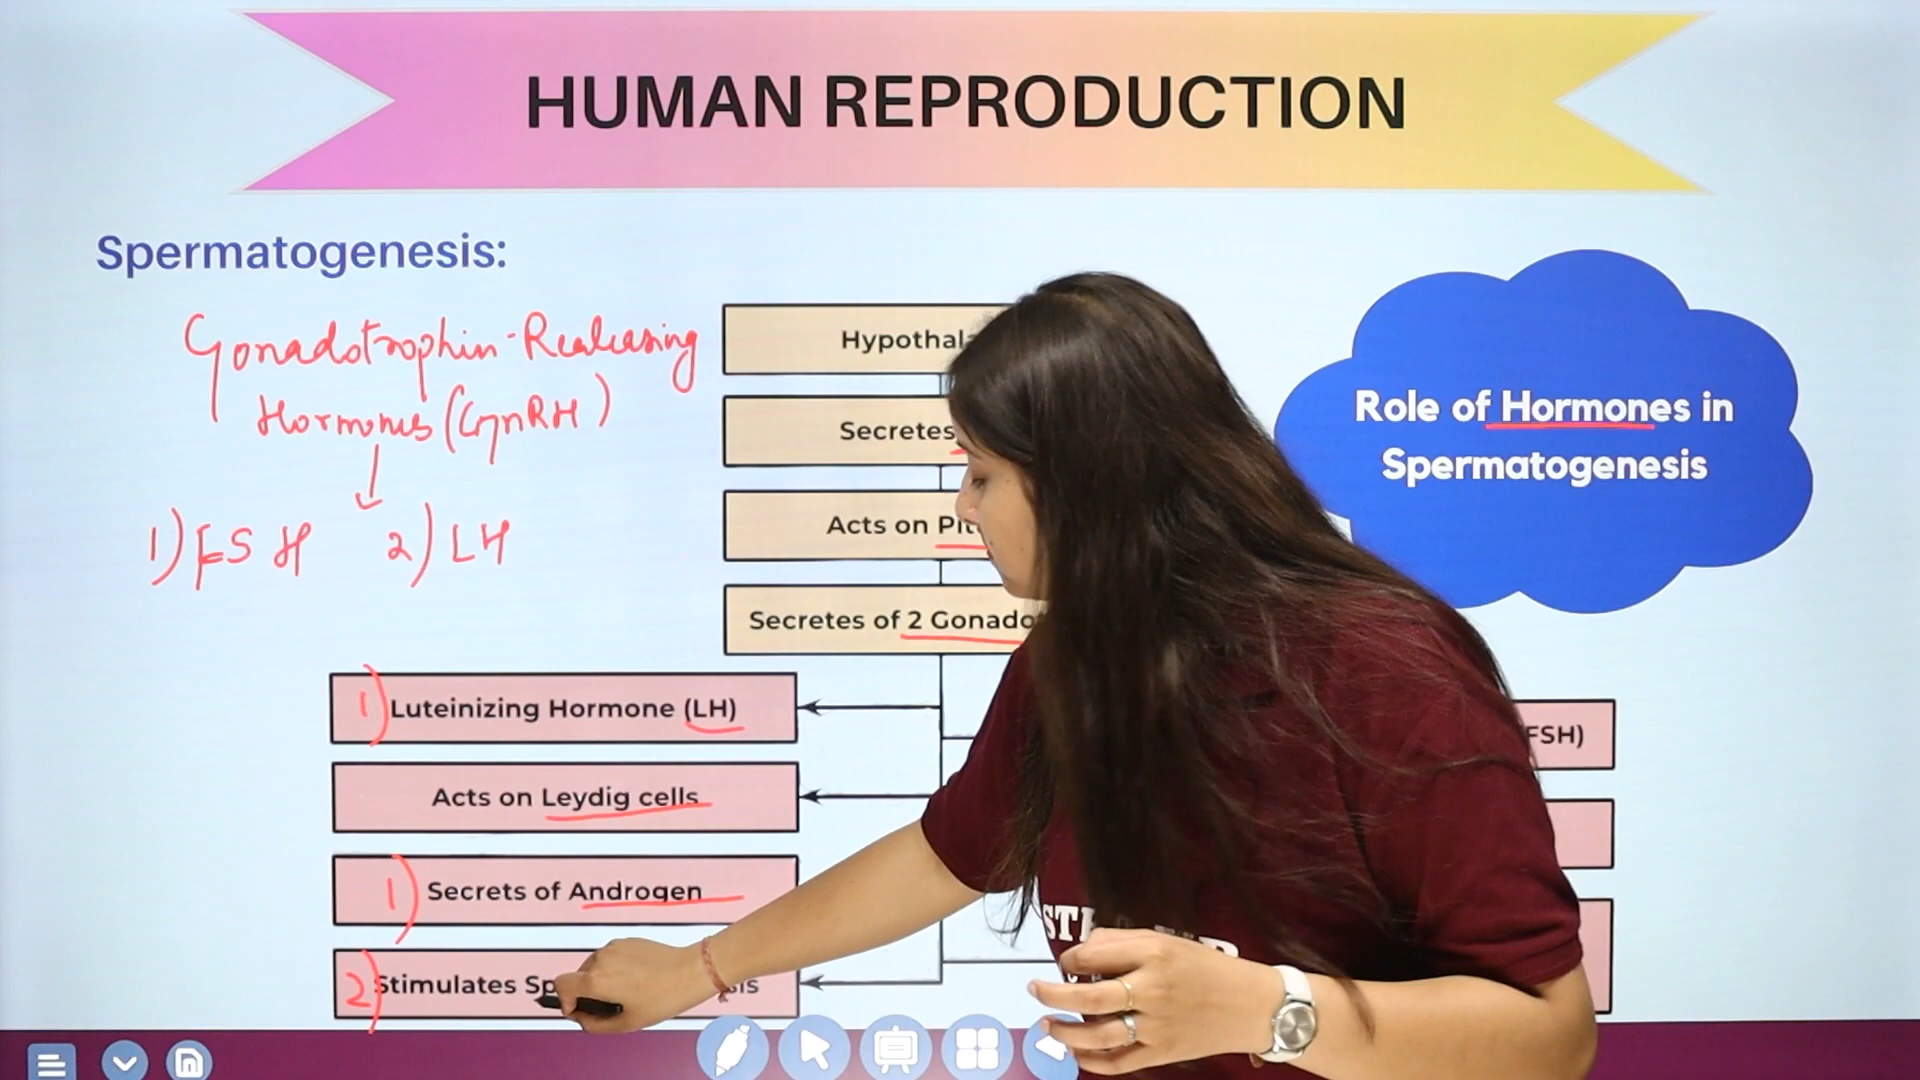 HUMAN REPRODUCTION
Spermatogenesis:
Gonadotrophin-Realeasing
Hormones (GnRH)
1) FSH 2) LH
Hypothal
Secretes
Acts on Pit
Secretes of 2 Gonado
Role of Hormones in
Spermatogenesis
1) Luteinizing Hormone (LH)
Acts on Leydig cells
1) Secrets of Androgen
2) Stimulates Sp sis
FSH)